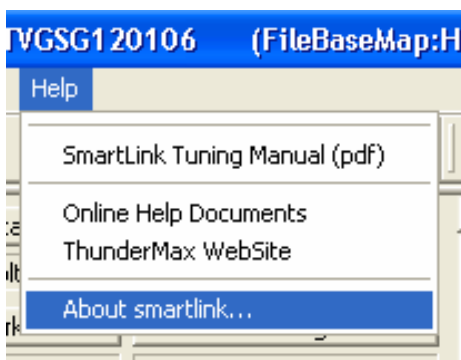 TVGSG120106 (FileBaseMap:H
Help
SmartLink Tuning Manual (pdf)
Online Help Documents
ThunderMax WebSite
About smartlink...